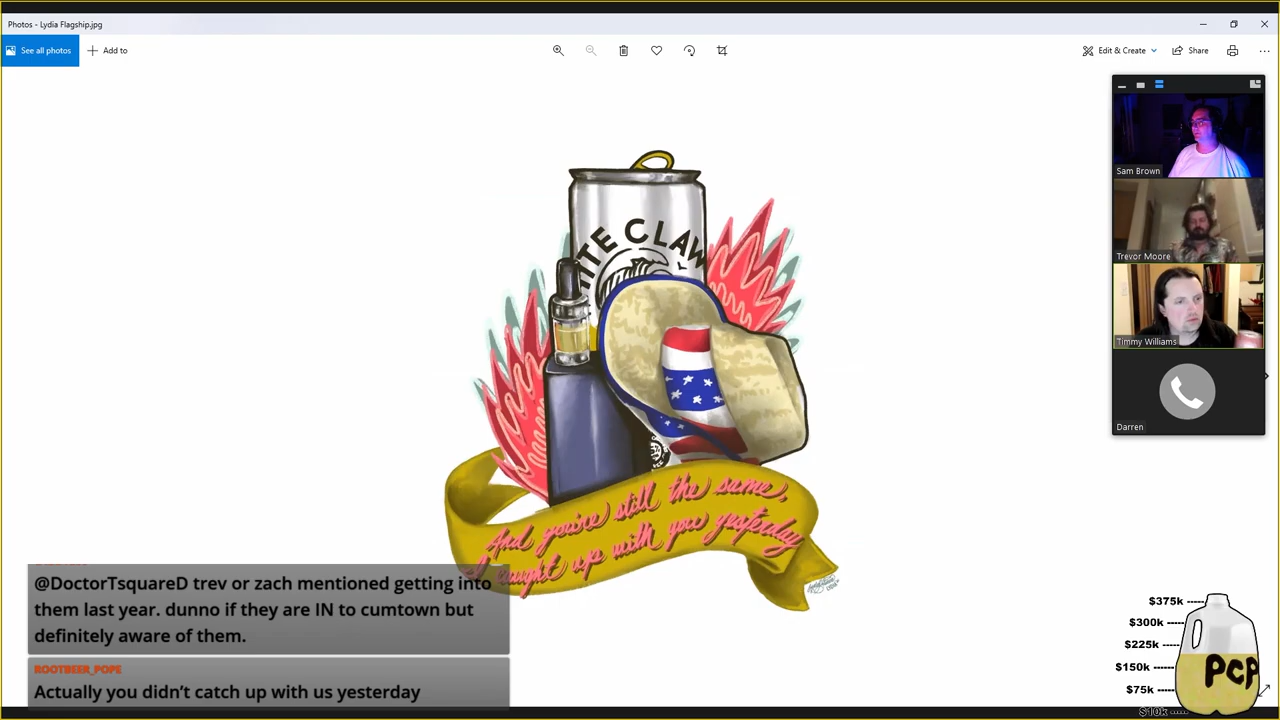 Photos - Lydia Flagship.jpg
See all photos
Add to
Edit & Create
Share
Sam Brown
Trevor Moore
Timmy Williams
Darren
ITE CLAW
And you're still the same,
I caught up with you yesterday
@DoctorTsquareD trev or zach mentioned getting into
them last year. dunno if they are IN to cumtown but
definitely aware of them.
ROOTBEER_POPE
Actually you didn't catch up with us yesterday
$375k
$300k
$225k
$150k
$75k
$10k
PCP